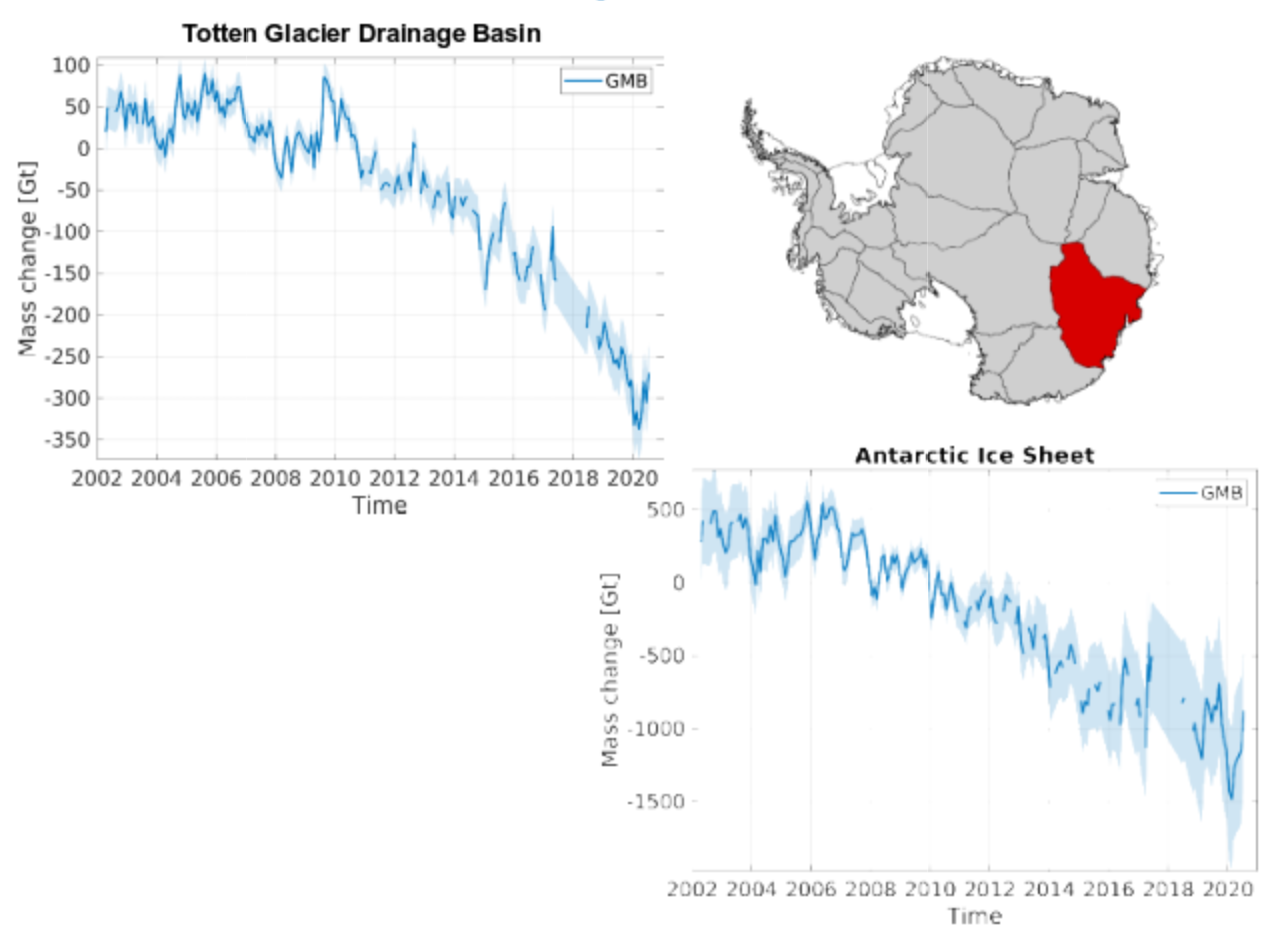 Totten Glacier Drainage Basin
100
50
0
-50
-100
-150
-200
-250
-300
-350
Mass change [Gt]
GMB
2002 2004 2006 2008 2010 2012 2014 2016 2018 2020
Time
Antarctic Ice Sheet
500
0
-500
-1000
-1500
Mass change [Gt]
GMB
2002 2004 2006 2008 2010 2012 2014 2016 2018 2020
Time